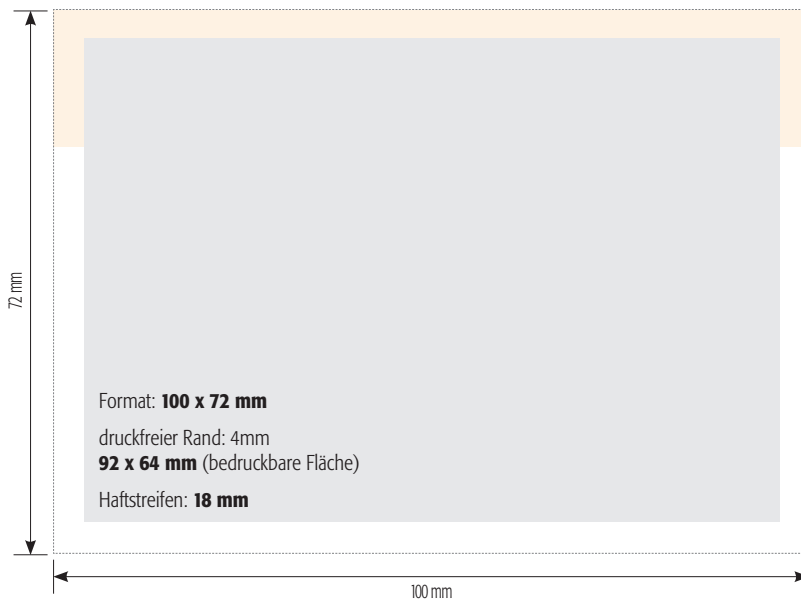 72 mm
Format: 100 x 72 mm
druckfreier Rand: 4mm
92 x 64 mm (bedruckbare Fläche)
Haftstreifen: 18 mm
100 mm